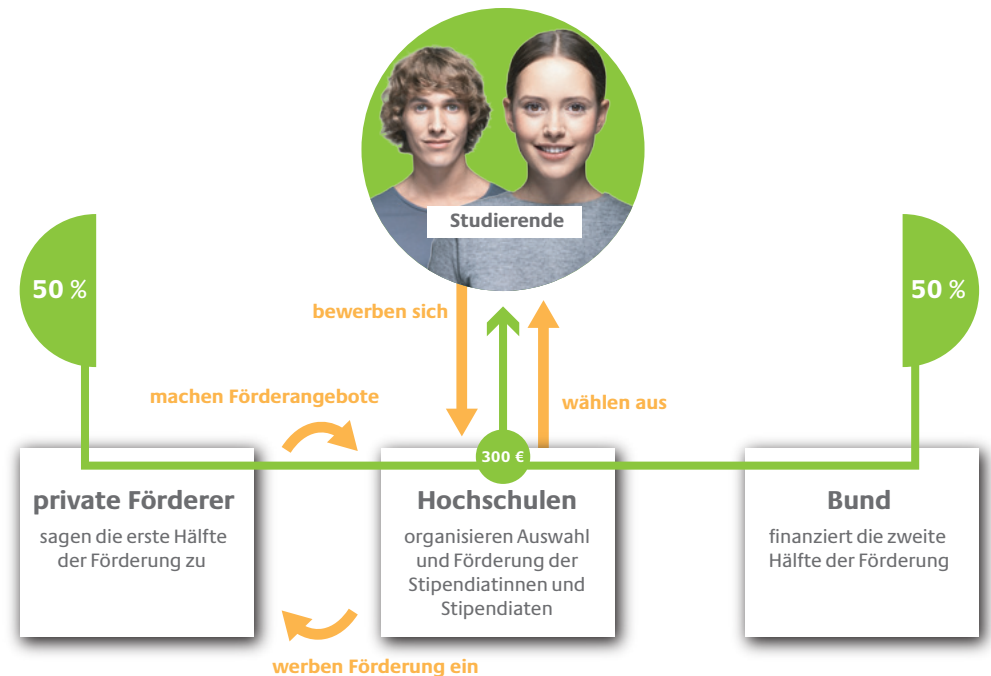 Studierende
50 %
50 %
bewerben sich
machen Förderangebote
wählen aus
300 €
private Förderer
sagen die erste Hälfte
der Förderung zu
Hochschulen
organisieren Auswahl
und Förderung der
Stipendiatinnen und
Stipendiaten
Bund
finanziert die zweite
Hälfte der Förderung
werben Förderung ein